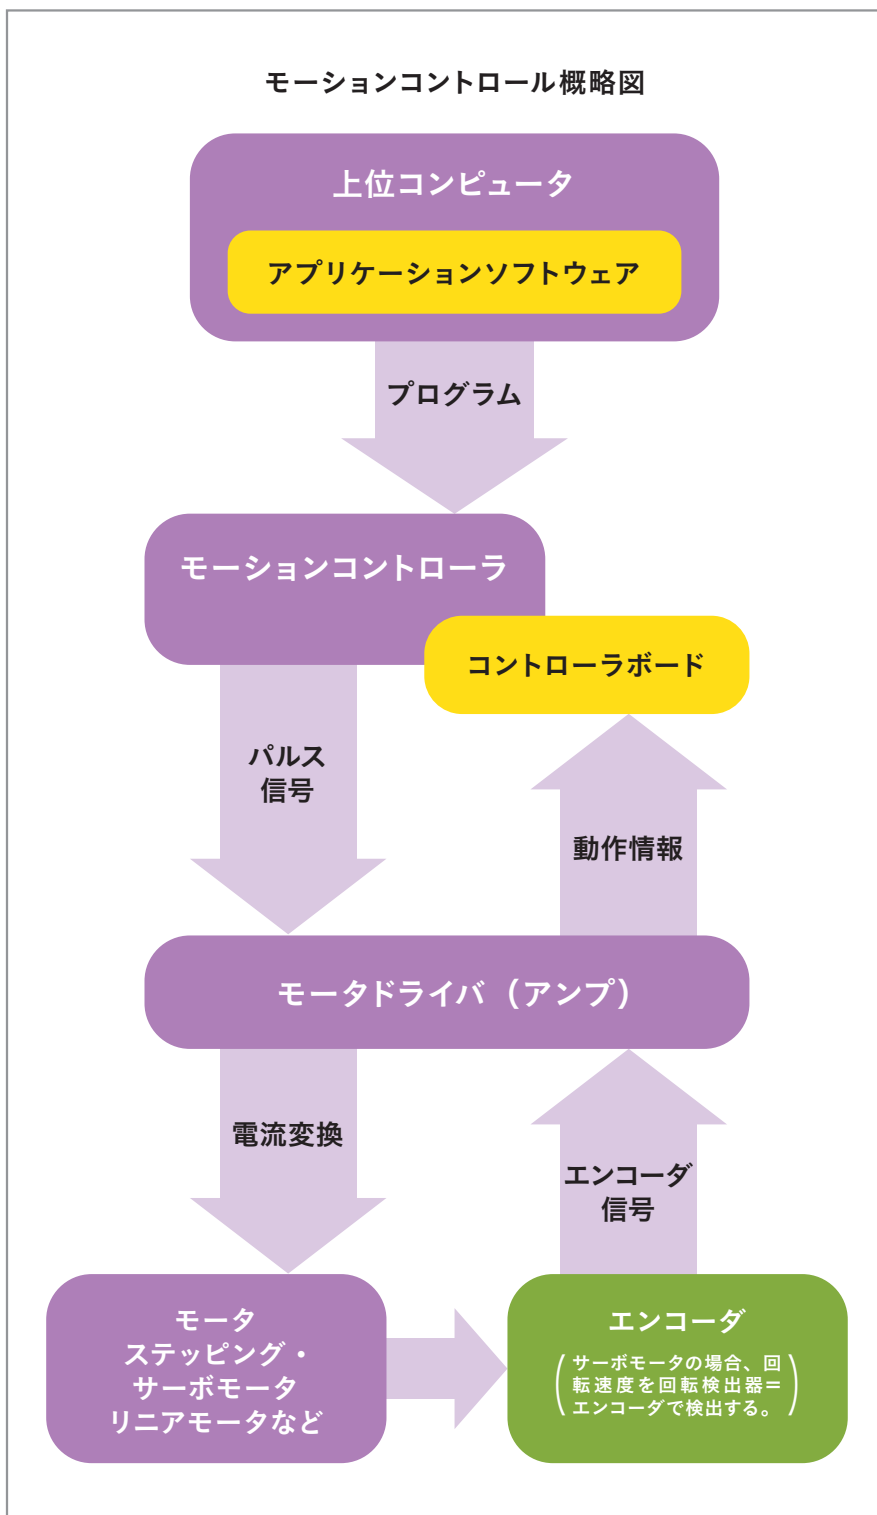 モーションコントロール概略図
上位コンピュータ
アプリケーションソフトウェア
プログラム
モーションコントローラ
コントローラボード
パルス
信号
動作情報
モータドライバ（アンプ）
電流変換
エンコーダ
信号
モータ
ステッピング・
サーボモータ
リニアモータなど
エンコーダ
（サーボモータの場合、回
転速度を回転検出器＝
エンコーダで検出する。）